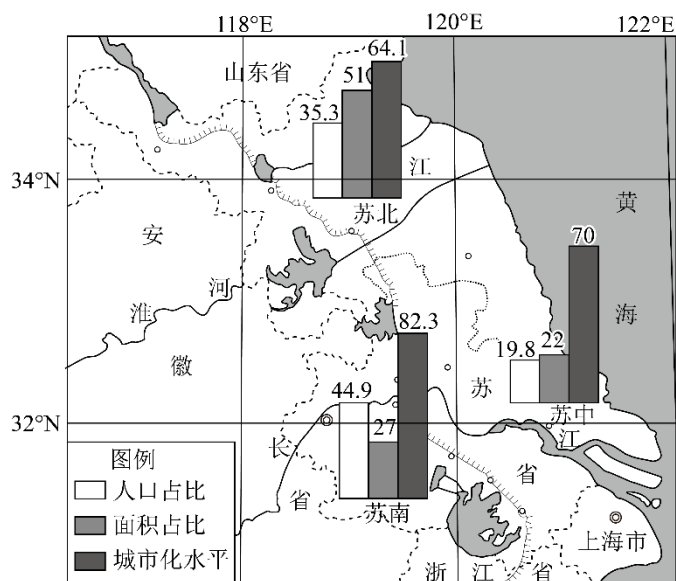 118°E 120°E 122°E
64.1
山东省
51
35.3
34°N
江
苏北
黄
安
70
河
淮
海
82.3
徽
19.8
22
苏
44.9
苏中
32°N
27
江
长
省
图例
省
人口占比
苏南
面积占比
上海市
城市化水平
浙 江 省